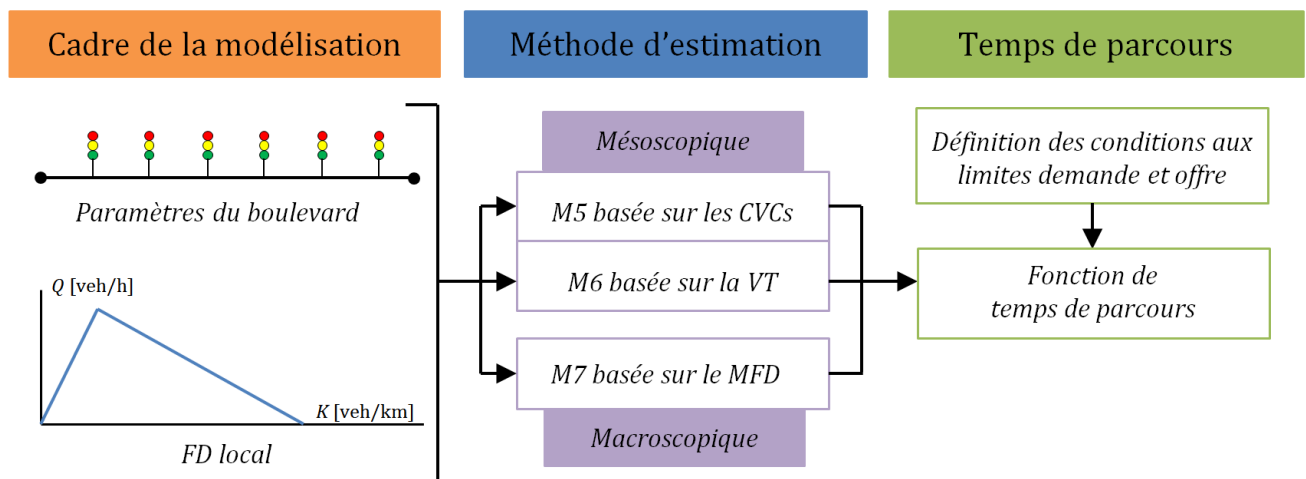 Cadre de la modélisation
Méthode d'estimation
Temps de parcours
Paramètres du boulevard
Q [veh/h]
K [veh/km]
FD local
Mésoscopique
M5 basée sur les CVCs
M6 basée sur la VT
M7 basée sur le MFD
Macroscopique
Définition des conditions aux
limites demande et offre
Fonction de
temps de parcours